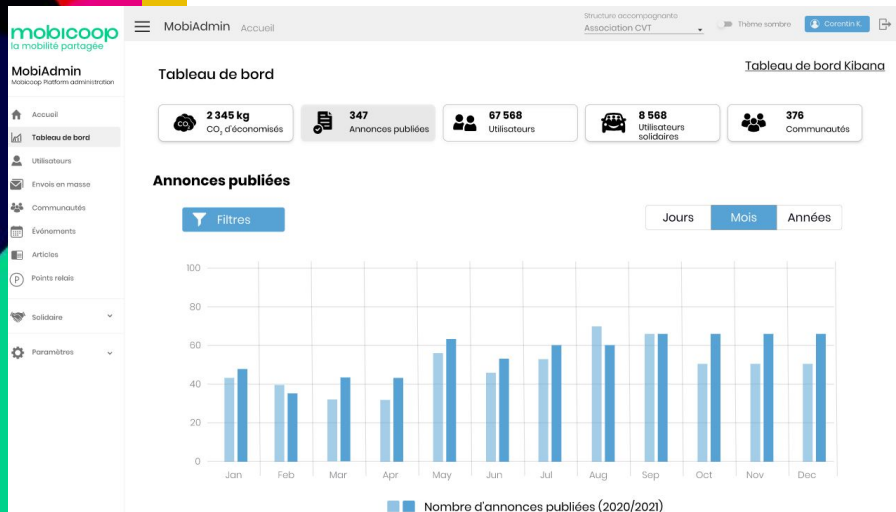 mobicoop
la mobilité partagée
MobiAdmin
Mobicoop Platform administration
Accueil
Tableau de bord
Utilisateurs
Envois en masse
Communautés
Événements
Articles
P Points relais
Solidaire
Paramètres
MobiAdmin Accueil
Structure accompagnante
Association CVT
Thème sombre
Corentin K.
Tableau de bord
Tableau de bord Kibana
CO2
2 345 kg
CO2 d'économisés
347
Annonces publiées
67 568
Utilisateurs
8 568
Utilisateurs
solidaires
376
Communautés
Annonces publiées
Filtres
Jours Mois Années
100
80
60
40
20
0
Jan Feb Mar Apr May Jun Jul Aug Sep Oct Nov Dec
Nombre d'annonces publiées (2020/2021)